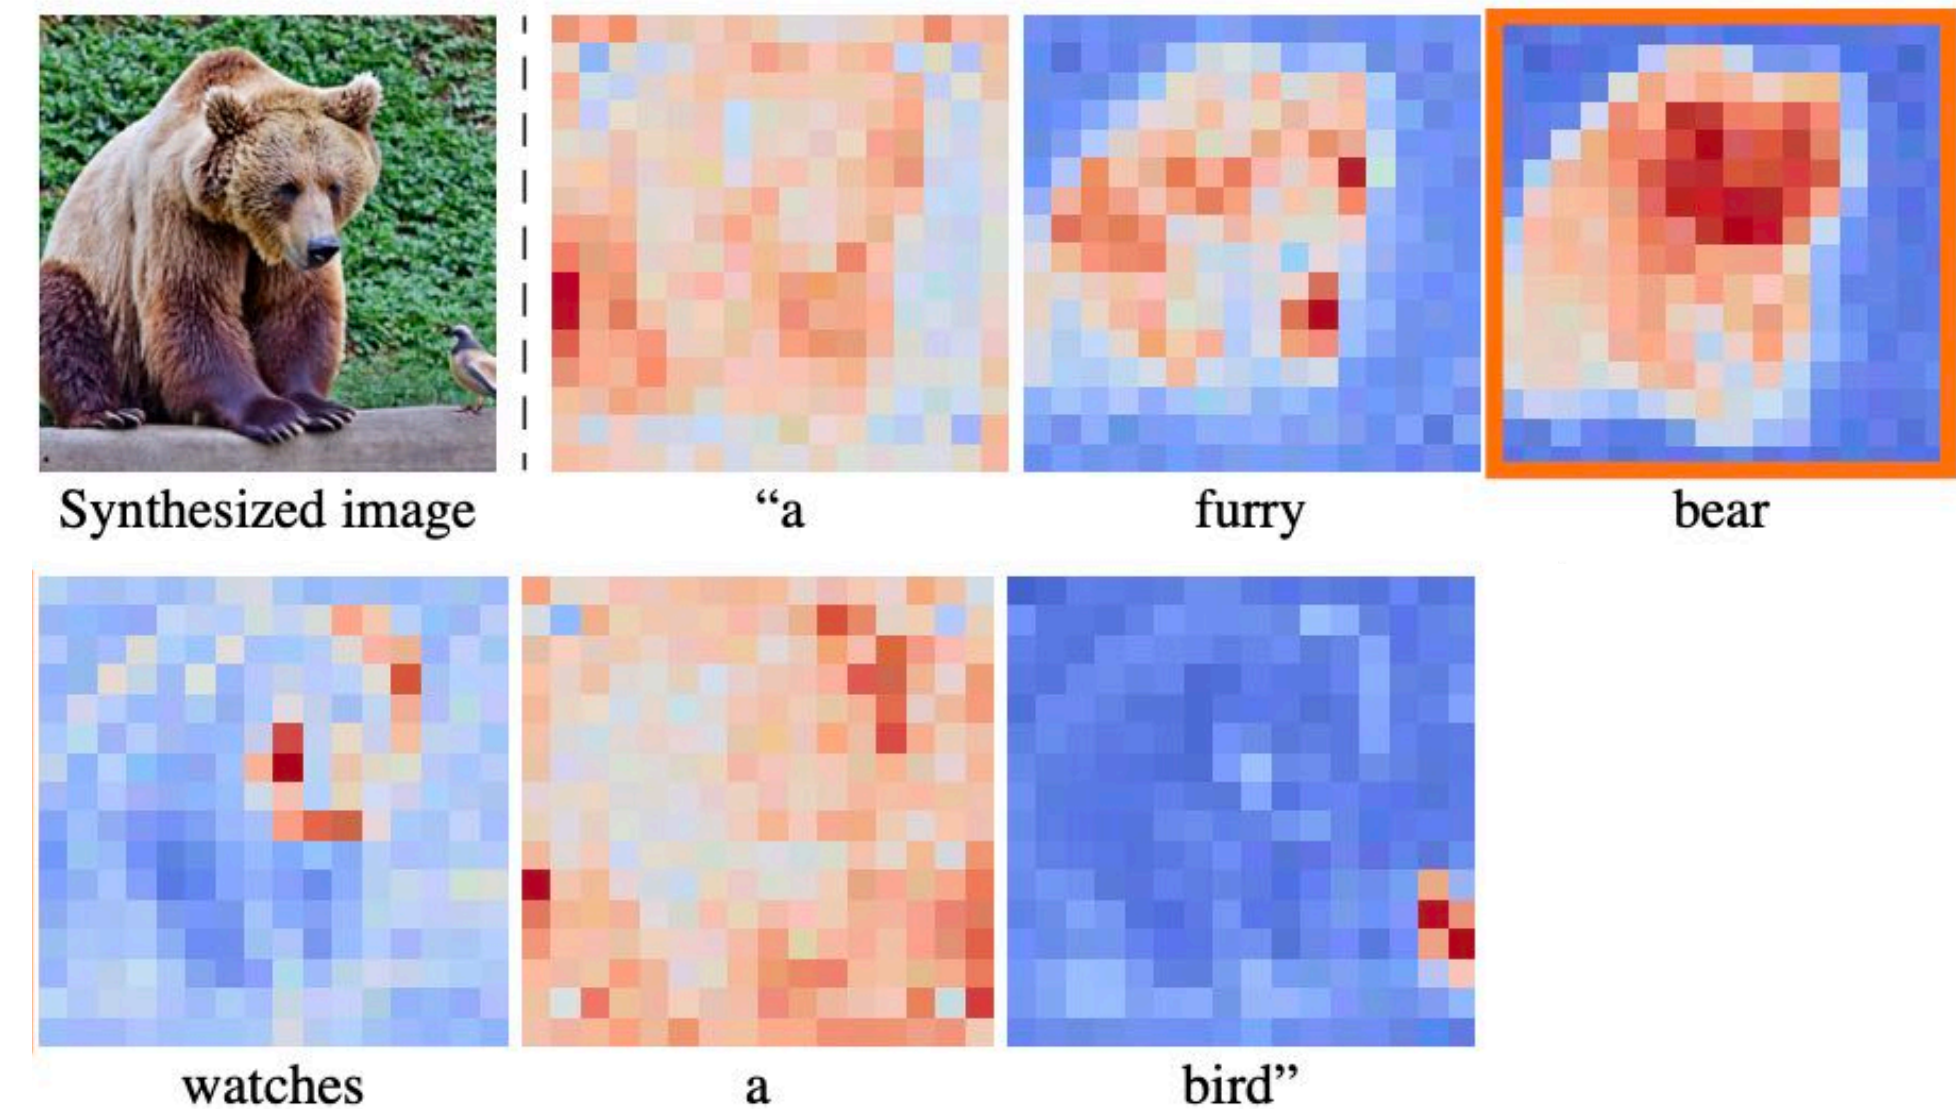 Synthesized image
“a
furry
bear
watches
a
bird”